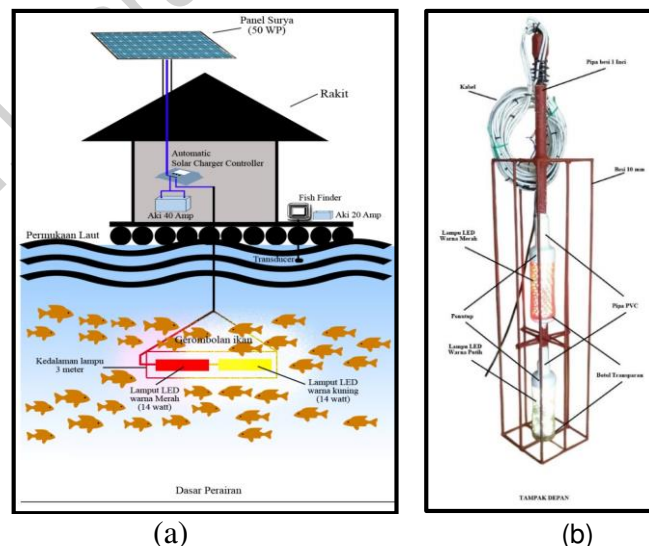 Panel Surya
(50 WP)
Rakit
Automatic
Solar Charger Controller
Fish Finder
Aki 40 Amp
Aki 20 Amp
Permukaan Laut
Transducer
Gerombolan ikan
Kedalaman lampu
3 meter
Lamput LED
warna Merah
(14 watt)
Lamput LED
warna kuning
(14 watt)
Dasar Perairan
(a)
Pipa besi 1 Inci
Kabel
Besi 10 mm
Lampu LED
Warna Merah
Pipa PVC
Penutup
Lampu LED
Warna Putih
Botol Transparan
TAMPAK DEPAN
(b)